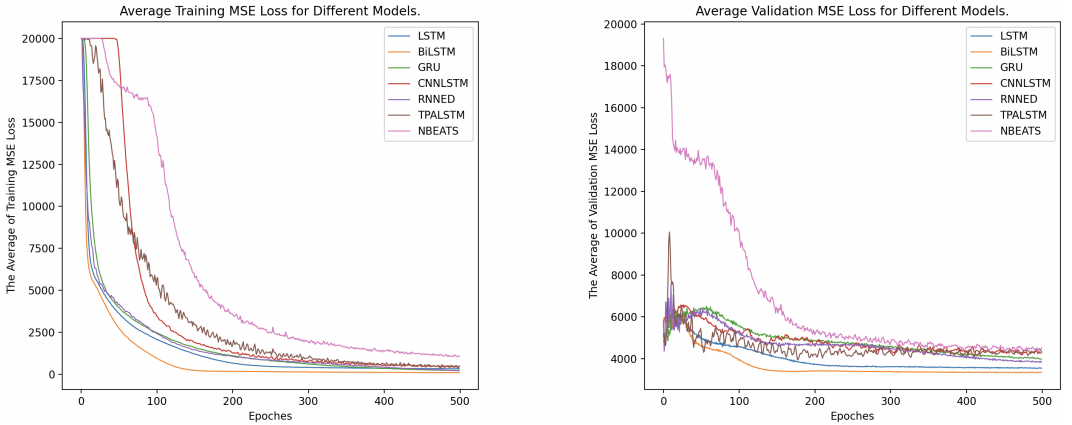 Average Training MSE Loss for Different Models.
The Average of Training MSE Loss
20000
17500
15000
12500
10000
7500
5000
2500
0
0 100 200 300 400 500
Epoches
LSTM
BiLSTM
GRU
CNNLSTM
RNNED
TPALSTM
NBEATS
Average Validation MSE Loss for Different Models.
The Average of Validation MSE Loss
20000
18000
16000
14000
12000
10000
8000
6000
4000
0 100 200 300 400 500
Epoches
LSTM
BiLSTM
GRU
CNNLSTM
RNNED
TPALSTM
NBEATS